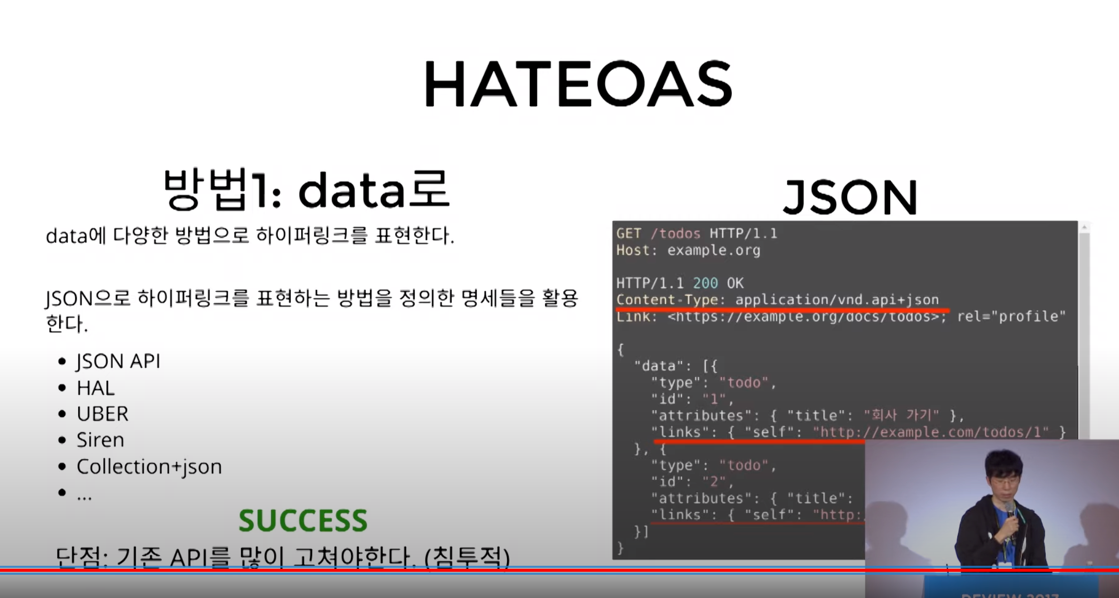 HATEOAS
방법1: data로
data에 다양한 방법으로 하이퍼링크를 표현한다.
JSON으로 하이퍼링크를 표현하는 방법을 정의한 명세들을 활용
한다.
• JSON API
• HAL
• UBER
• Siren
• Collection+json
• ...
SUCCESS
단점: 기존 API를 많이 고쳐야한다. (침투적)
JSON
GET /todos HTTP/1.1
Host: example.org
HTTP/1.1 200 OK
Content-Type: application/vnd.api+json
Link: <https://example.org/docs/todos>; rel="profile"
{
"data": [{
"type": "todo",
"id": "1",
"attributes": { "title": "회사 가기" },
"links": { "self": "http://example.com/todos/1" }
}, {
"type": "todo",
"id": "2",
"attributes": { "title":
"links": { "self": "http:
}]
}
DEVIEW 2017